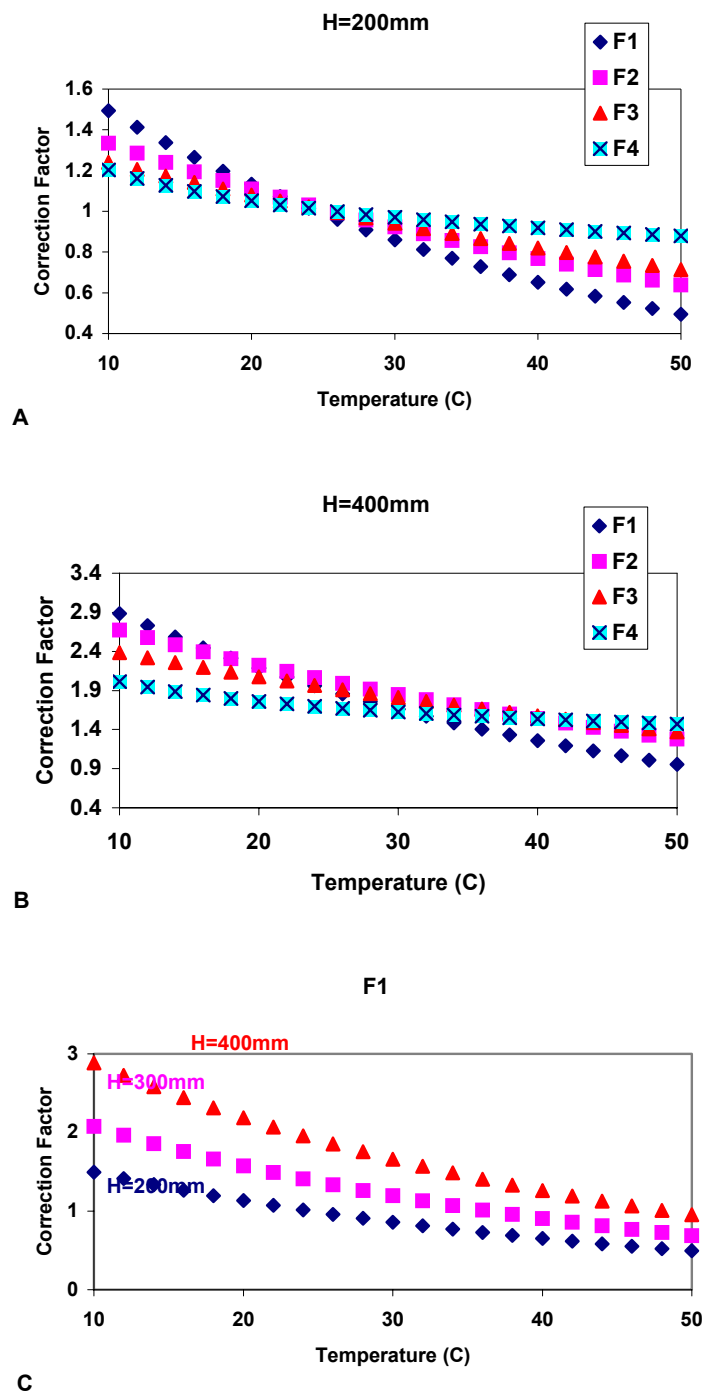 H=200mm
F1
F2
F3
F4
Correction Factor
1.6
1.4
1.2
1
0.8
0.6
0.4
10 20 30 40 50
Temperature (C)
A
H=400mm
F1
F2
F3
F4
Correction Factor
3.4
2.9
2.4
1.9
1.4
0.9
0.4
10 20 30 40 50
Temperature (C)
B
F1
H=400mm
H=300mm
H=200mm
Correction Factor
3
2
1
0
10 20 30 40 50
Temperature (C)
C